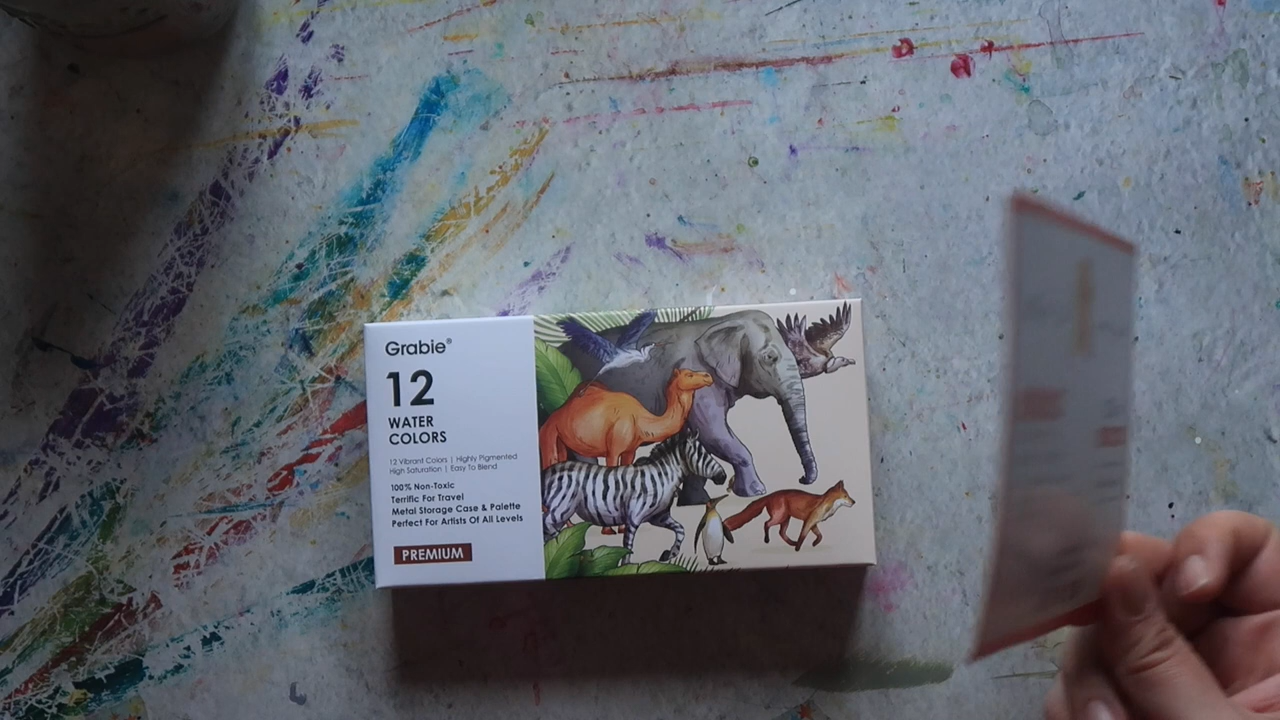 Grabie®
12
WATER
COLORS
12 Vibrant Colors | Highly Pigmented
High Saturation | Easy To Blend
100% Non-Toxic
Terrific For Travel
Metal Storage Case & Palette
Perfect For Artists Of All Levels
PREMIUM